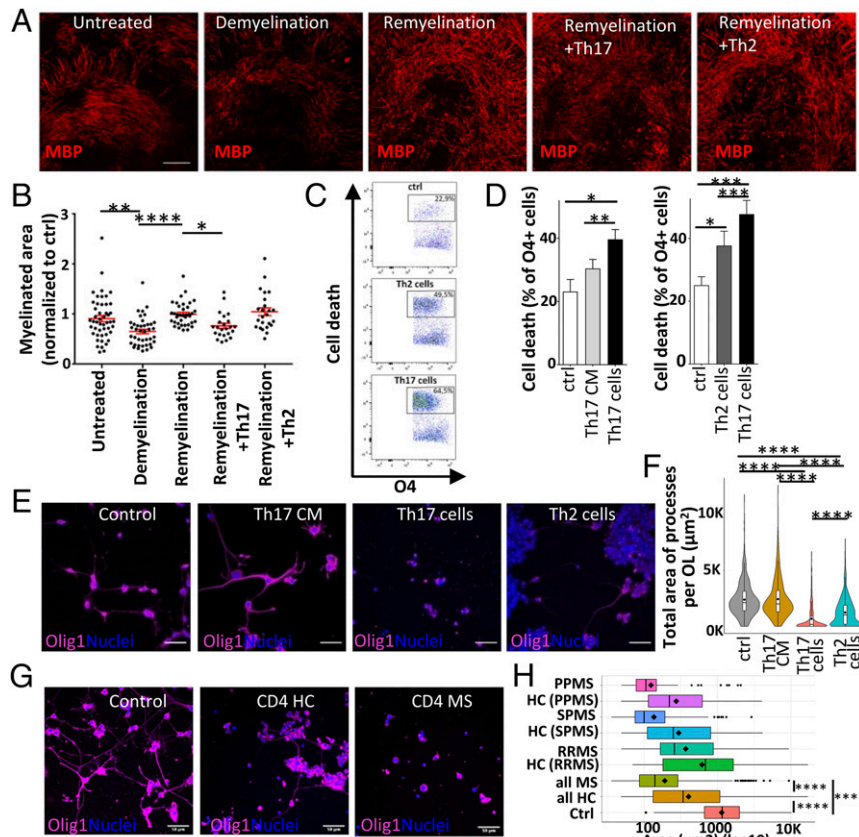 A
Untreated
Demyelination
Remyelination
Remyelination
+Th17
Remyelination
+Th2
MBP
MBP
MBP
MBP
MBP
B
Myelinated area
(normalized to ctrl)
3
2
1
0
**
****
*
Untreated
Demyelination
Remyelination
Remyelination
+Th17
Remyelination
+Th2
C
Cell death
ctrl
22,9%
Th2 cells
49,5%
Th17 cells
64,5%
O4
D
Cell death (% of O4+ cells)
40
20
0
*
**
ctrl
Th17 CM
Th17 cells
Cell death (% of O4+ cells)
40
20
0
***
***
*
ctrl
Th2 cells
Th17 cells
E
Control
Th17 CM
Th17 cells
Th2 cells
Olig1Nuclei
Olig1Nuclei
Olig1Nuclei
Olig1Nuclei
F
Total area of processes
per OL (µm²)
10K
5K
0K
****
****
****
****
****
ctrl
Th17
CM
Th17
cells
Th2
cells
G
Control
CD4 HC
CD4 MS
Olig1Nuclei
Olig1Nuclei
Olig1Nuclei
50 µm
50 µm
50 µm
H
PPMS
HC (PPMS)
SPMS
HC (SPMS)
RRMS
HC (RRMS)
all MS
all HC
Ctrl
****
****
***
100
1000
10K